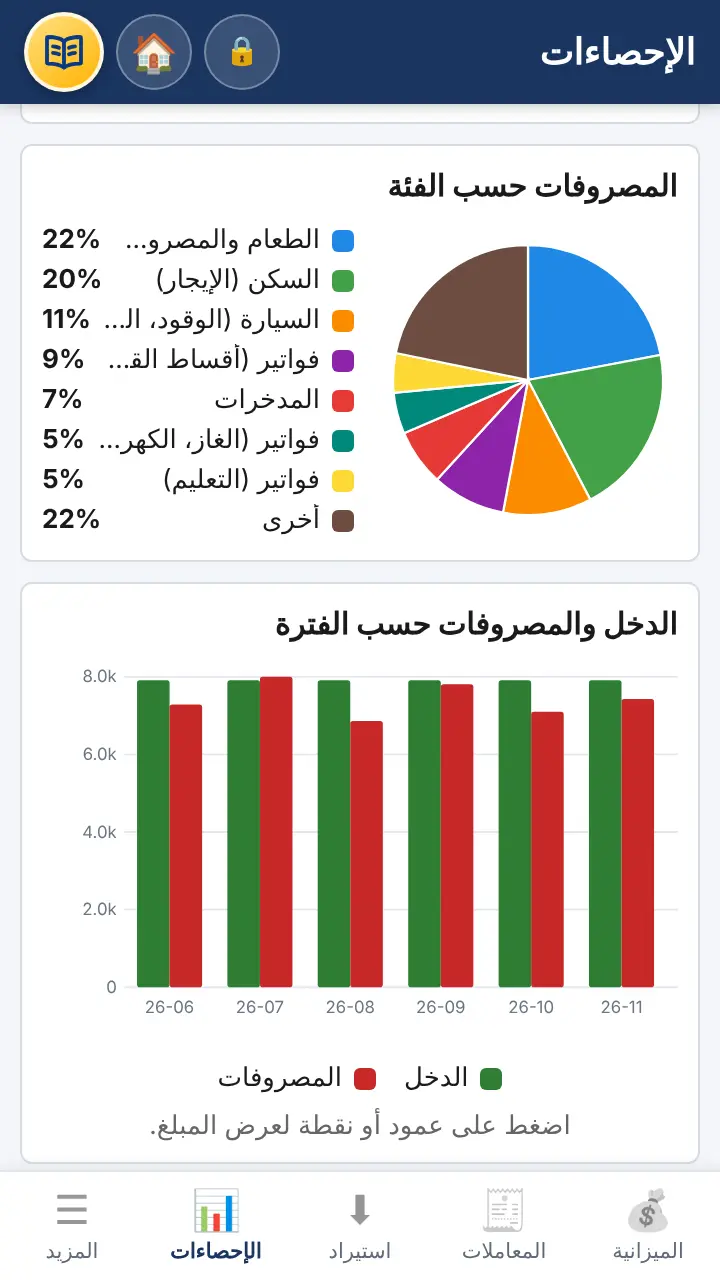 الإحصاءات
المصروفات حسب الفئة
الطعام والمصرو... 22%
السكن (الإيجار) 20%
السيارة (الوقود، ال... 11%
فواتير (أقساط الق... 9%
المدخرات 7%
فواتير (الغاز، الكهر... 5%
فواتير (التعليم) 5%
أخرى 22%
الدخل والمصروفات حسب الفترة
8.0k
6.0k
4.0k
2.0k
0
26-06 26-07 26-08 26-09 26-10 26-11
الدخل المصروفات
اضغط على عمود أو نقطة لعرض المبلغ.
الميزانية المعاملات استيراد الإحصاءات المزيد